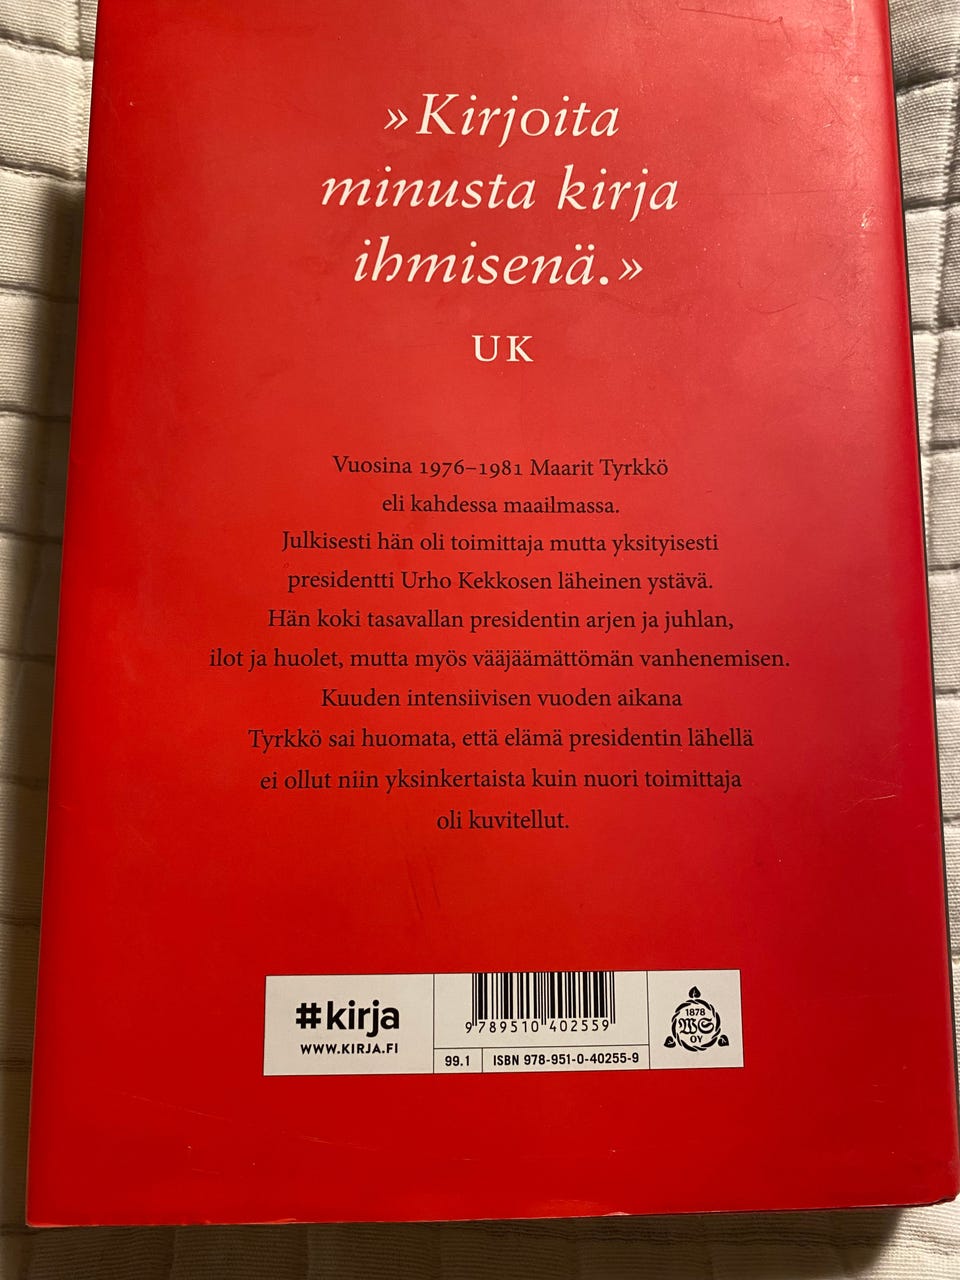 »Kirjoita
minusta kirja
ihmisenä.»
UK
Vuosina 1976–1981 Maarit Tyrkkö
eli kahdessa maailmassa.
Julkisesti hän oli toimittaja mutta yksityisesti
presidentti Urho Kekkosen läheinen ystävä.
Hän koki tasavallan presidentin arjen ja juhlan,
ilot ja huolet, mutta myös vääjäämättömän vanhenemisen.
Kuuden intensiivisen vuoden aikana
Tyrkkö sai huomata, että elämä presidentin lähellä
ei ollut niin yksinkertaista kuin nuori toimittaja
oli kuvitellut.
#kirja
WWW.KIRJA.FI
9 789510 402559
99.1 ISBN 978-951-0-40255-9
1878
WS
OY